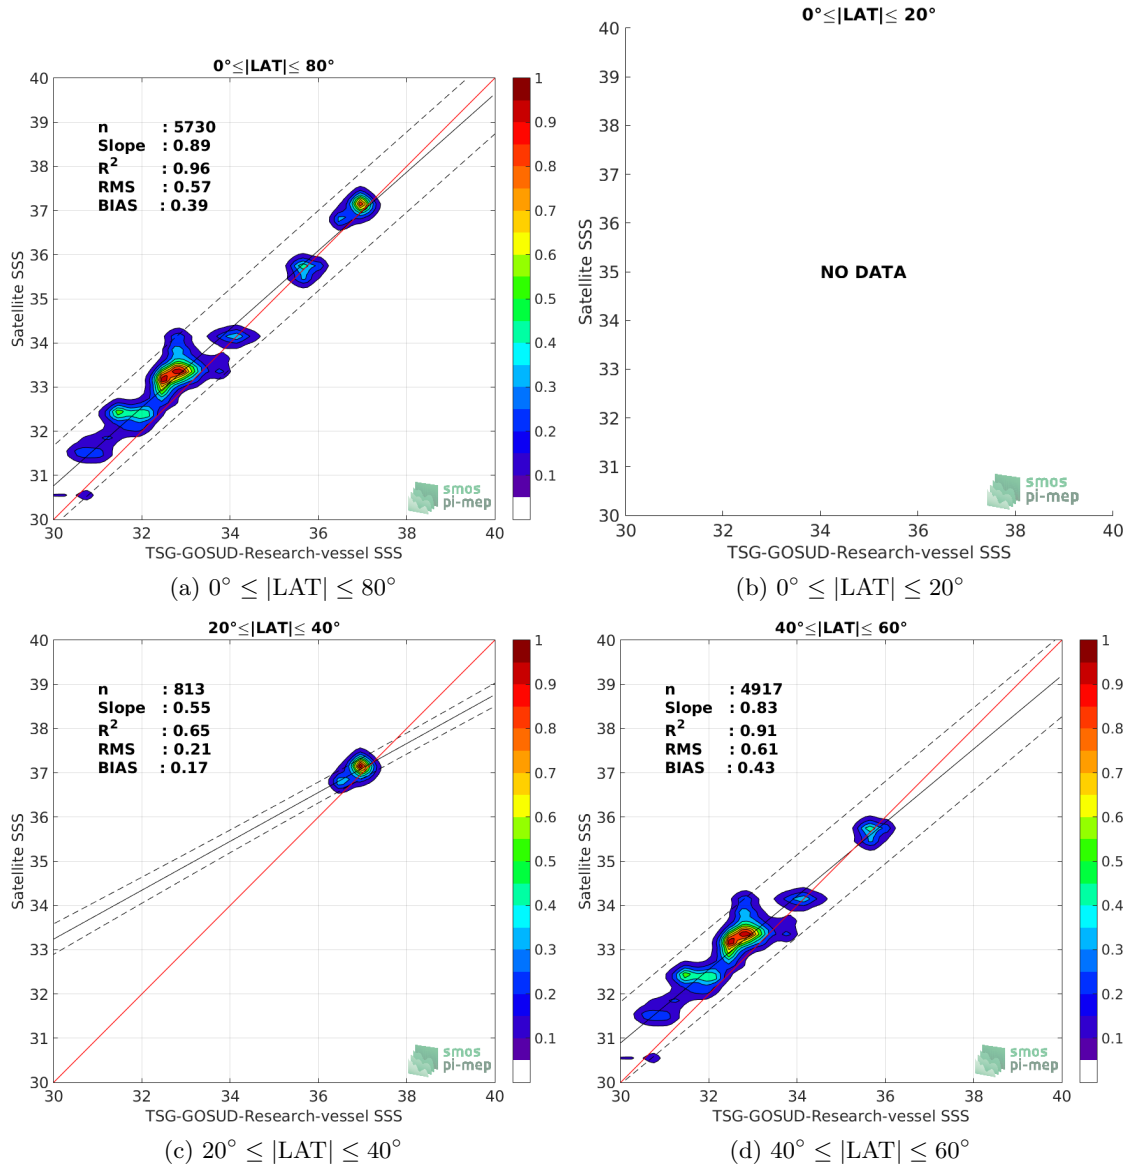 0°≤|LAT|≤ 80°
n : 5730
Slope : 0.89
R2 : 0.96
RMS : 0.57
BIAS : 0.39
Satellite SSS
40
39
38
37
36
35
34
33
32
31
30
30 32 34 36 38 40
TSG-GOSUD-Research-vessel SSS
1
0.9
0.8
0.7
0.6
0.5
0.4
0.3
0.2
0.1
smos
pi-mep
(a) 0° ≤ |LAT| ≤ 80°
0°≤|LAT|≤ 20°
NO DATA
Satellite SSS
40
39
38
37
36
35
34
33
32
31
30
30 32 34 36 38 40
TSG-GOSUD-Research-vessel SSS
smos
pi-mep
(b) 0° ≤ |LAT| ≤ 20°
20°≤|LAT|≤ 40°
n : 813
Slope : 0.55
R2 : 0.65
RMS : 0.21
BIAS : 0.17
Satellite SSS
40
39
38
37
36
35
34
33
32
31
30
30 32 34 36 38 40
TSG-GOSUD-Research-vessel SSS
1
0.9
0.8
0.7
0.6
0.5
0.4
0.3
0.2
0.1
smos
pi-mep
(c) 20° ≤ |LAT| ≤ 40°
40°≤|LAT|≤ 60°
n : 4917
Slope : 0.83
R2 : 0.91
RMS : 0.61
BIAS : 0.43
Satellite SSS
40
39
38
37
36
35
34
33
32
31
30
30 32 34 36 38 40
TSG-GOSUD-Research-vessel SSS
1
0.9
0.8
0.7
0.6
0.5
0.4
0.3
0.2
0.1
smos
pi-mep
(d) 40° ≤ |LAT| ≤ 60°